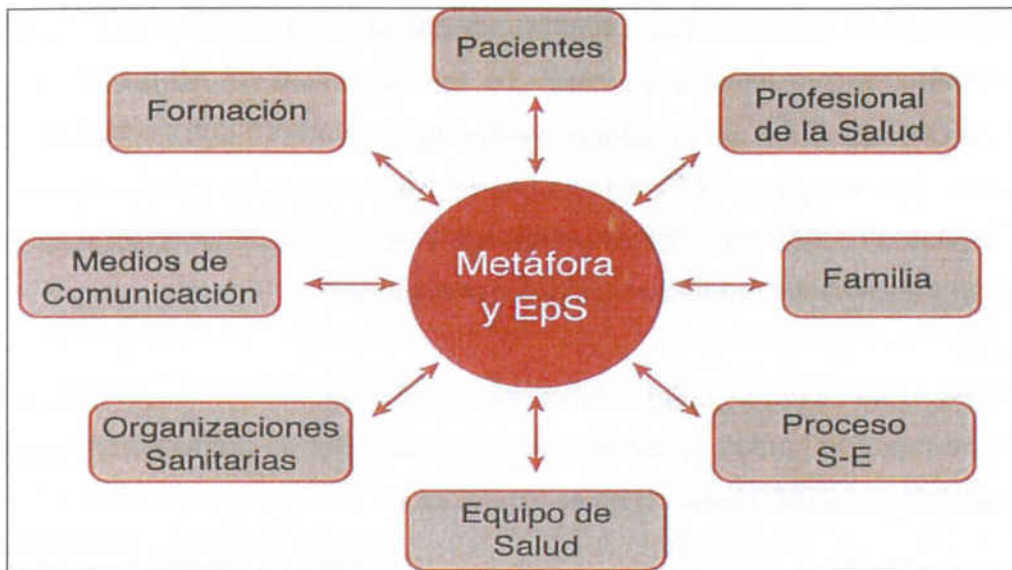 Pacientes
Formación
Profesional
de la Salud
Medios de
Comunicación
Metáfora
y EpS
Familia
Organizaciones
Sanitarias
Proceso
S-E
Equipo de
Salud